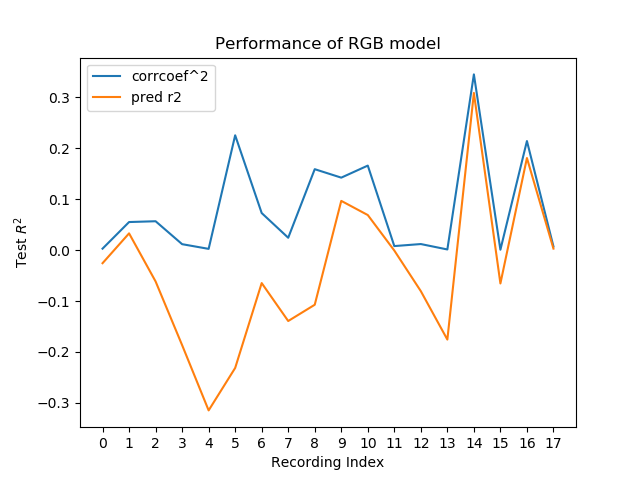 Performance of RGB model
corrcoef^2
pred r2
0.3
0.2
0.1
0.0
−0.1
−0.2
−0.3
Test R²
0 1 2 3 4 5 6 7 8 9 10 11 12 13 14 15 16 17
Recording Index